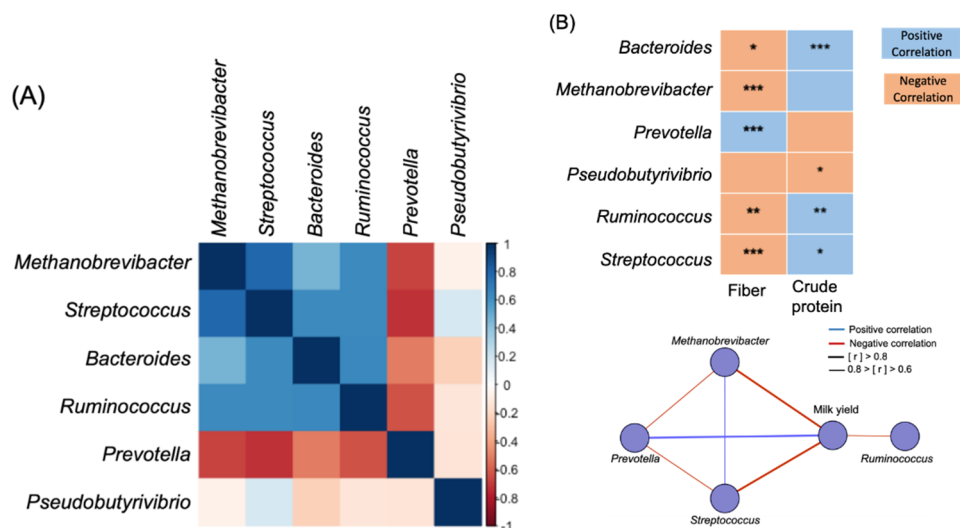 (A)
Methanobrevibacter
Streptococcus
Bacteroides
Ruminococcus
Prevotella
Pseudobutyrivibrio
Methanobrevibacter
Streptococcus
Bacteroides
Ruminococcus
Prevotella
Pseudobutyrivibrio
1
0.8
0.6
0.4
0.2
0
-0.2
-0.4
-0.6
-0.8
-1
(B)
Bacteroides * ***
Methanobrevibacter ***
Prevotella ***
Pseudobutyrivibrio *
Ruminococcus ** **
Streptococcus *** *
Fiber Crude
protein
Positive
Correlation
Negative
Correlation
Positive correlation
Negative correlation
[ r ] > 0.8
0.8 > [ r ] > 0.6
Methanobrevibacter
Milk yield
Prevotella
Ruminococcus
Streptococcus